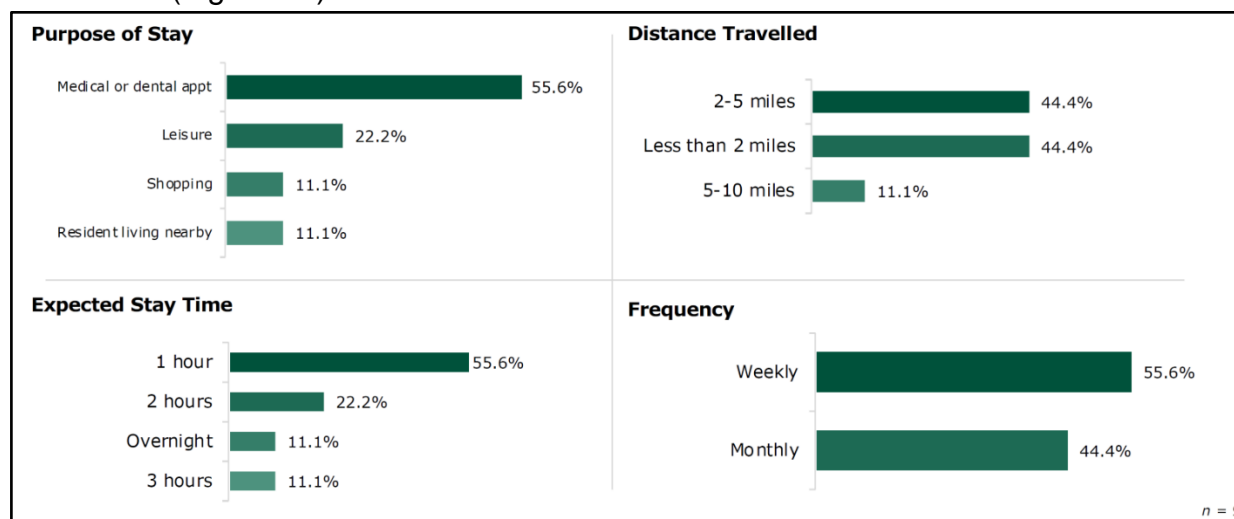 Purpose of Stay
Medical or dental appt 55.6%
Leisure 22.2%
Shopping 11.1%
Resident living nearby 11.1%
Distance Travelled
2-5 miles 44.4%
Less than 2 miles 44.4%
5-10 miles 11.1%
Expected Stay Time
1 hour 55.6%
2 hours 22.2%
Overnight 11.1%
3 hours 11.1%
Frequency
Weekly 55.6%
Monthly 44.4%
n =